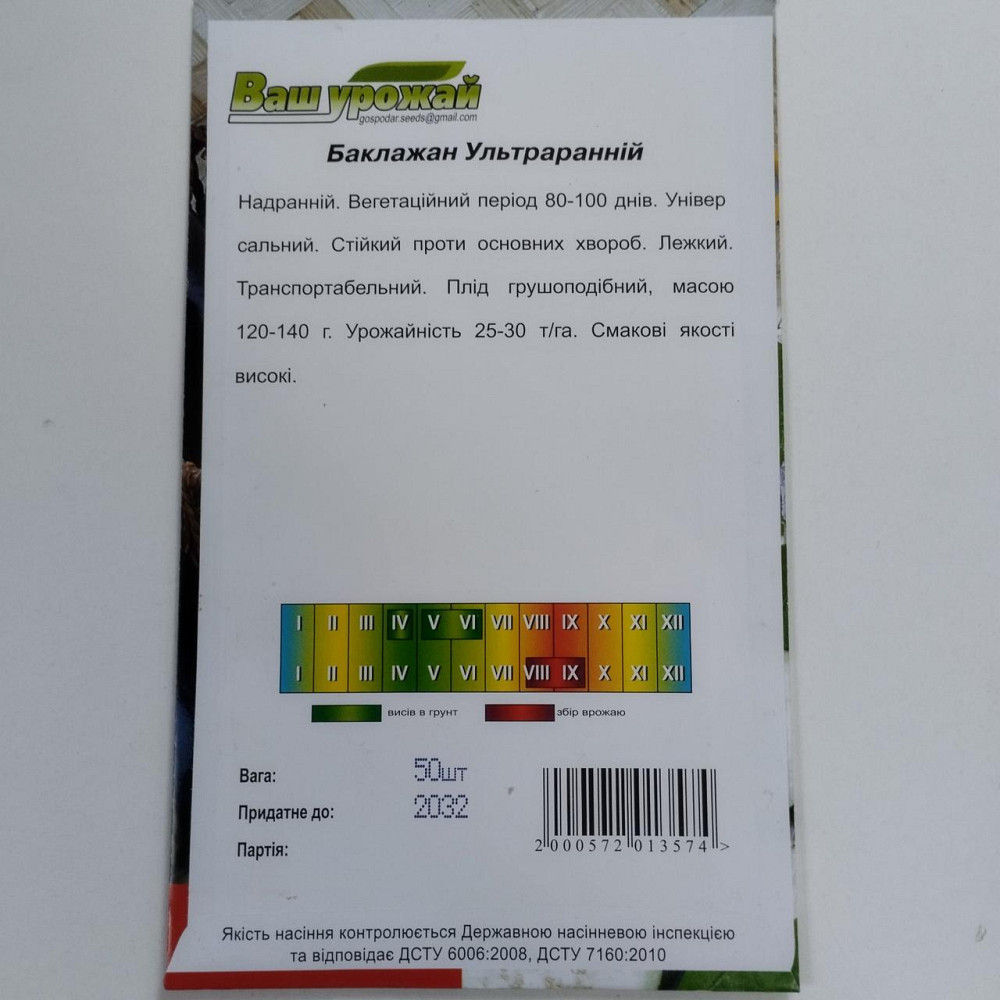 Ваш урожай
gospodar.seeds@gmail.com
Баклажан Ультраранній
Надранній. Вегетаційний період 80-100 днів. Універ
сальний. Стійкий проти основних хвороб. Лежкий.
Транспортабельний. Плід грушоподібний, масою
120-140 г. Урожайність 25-30 т/га. Смакові якості
високі.
I II III IV V VI VII VIII IX X XI XII
I II III IV V VI VII VIII IX X XI XII
висів в грунт збір врожаю
Вага: 50шт
Придатне до: 2032
Партія:
2 000572 013574 >
Якість насіння контролюється Державною насінневою інспекцією
та відповідає ДСТУ 6006:2008, ДСТУ 7160:2010